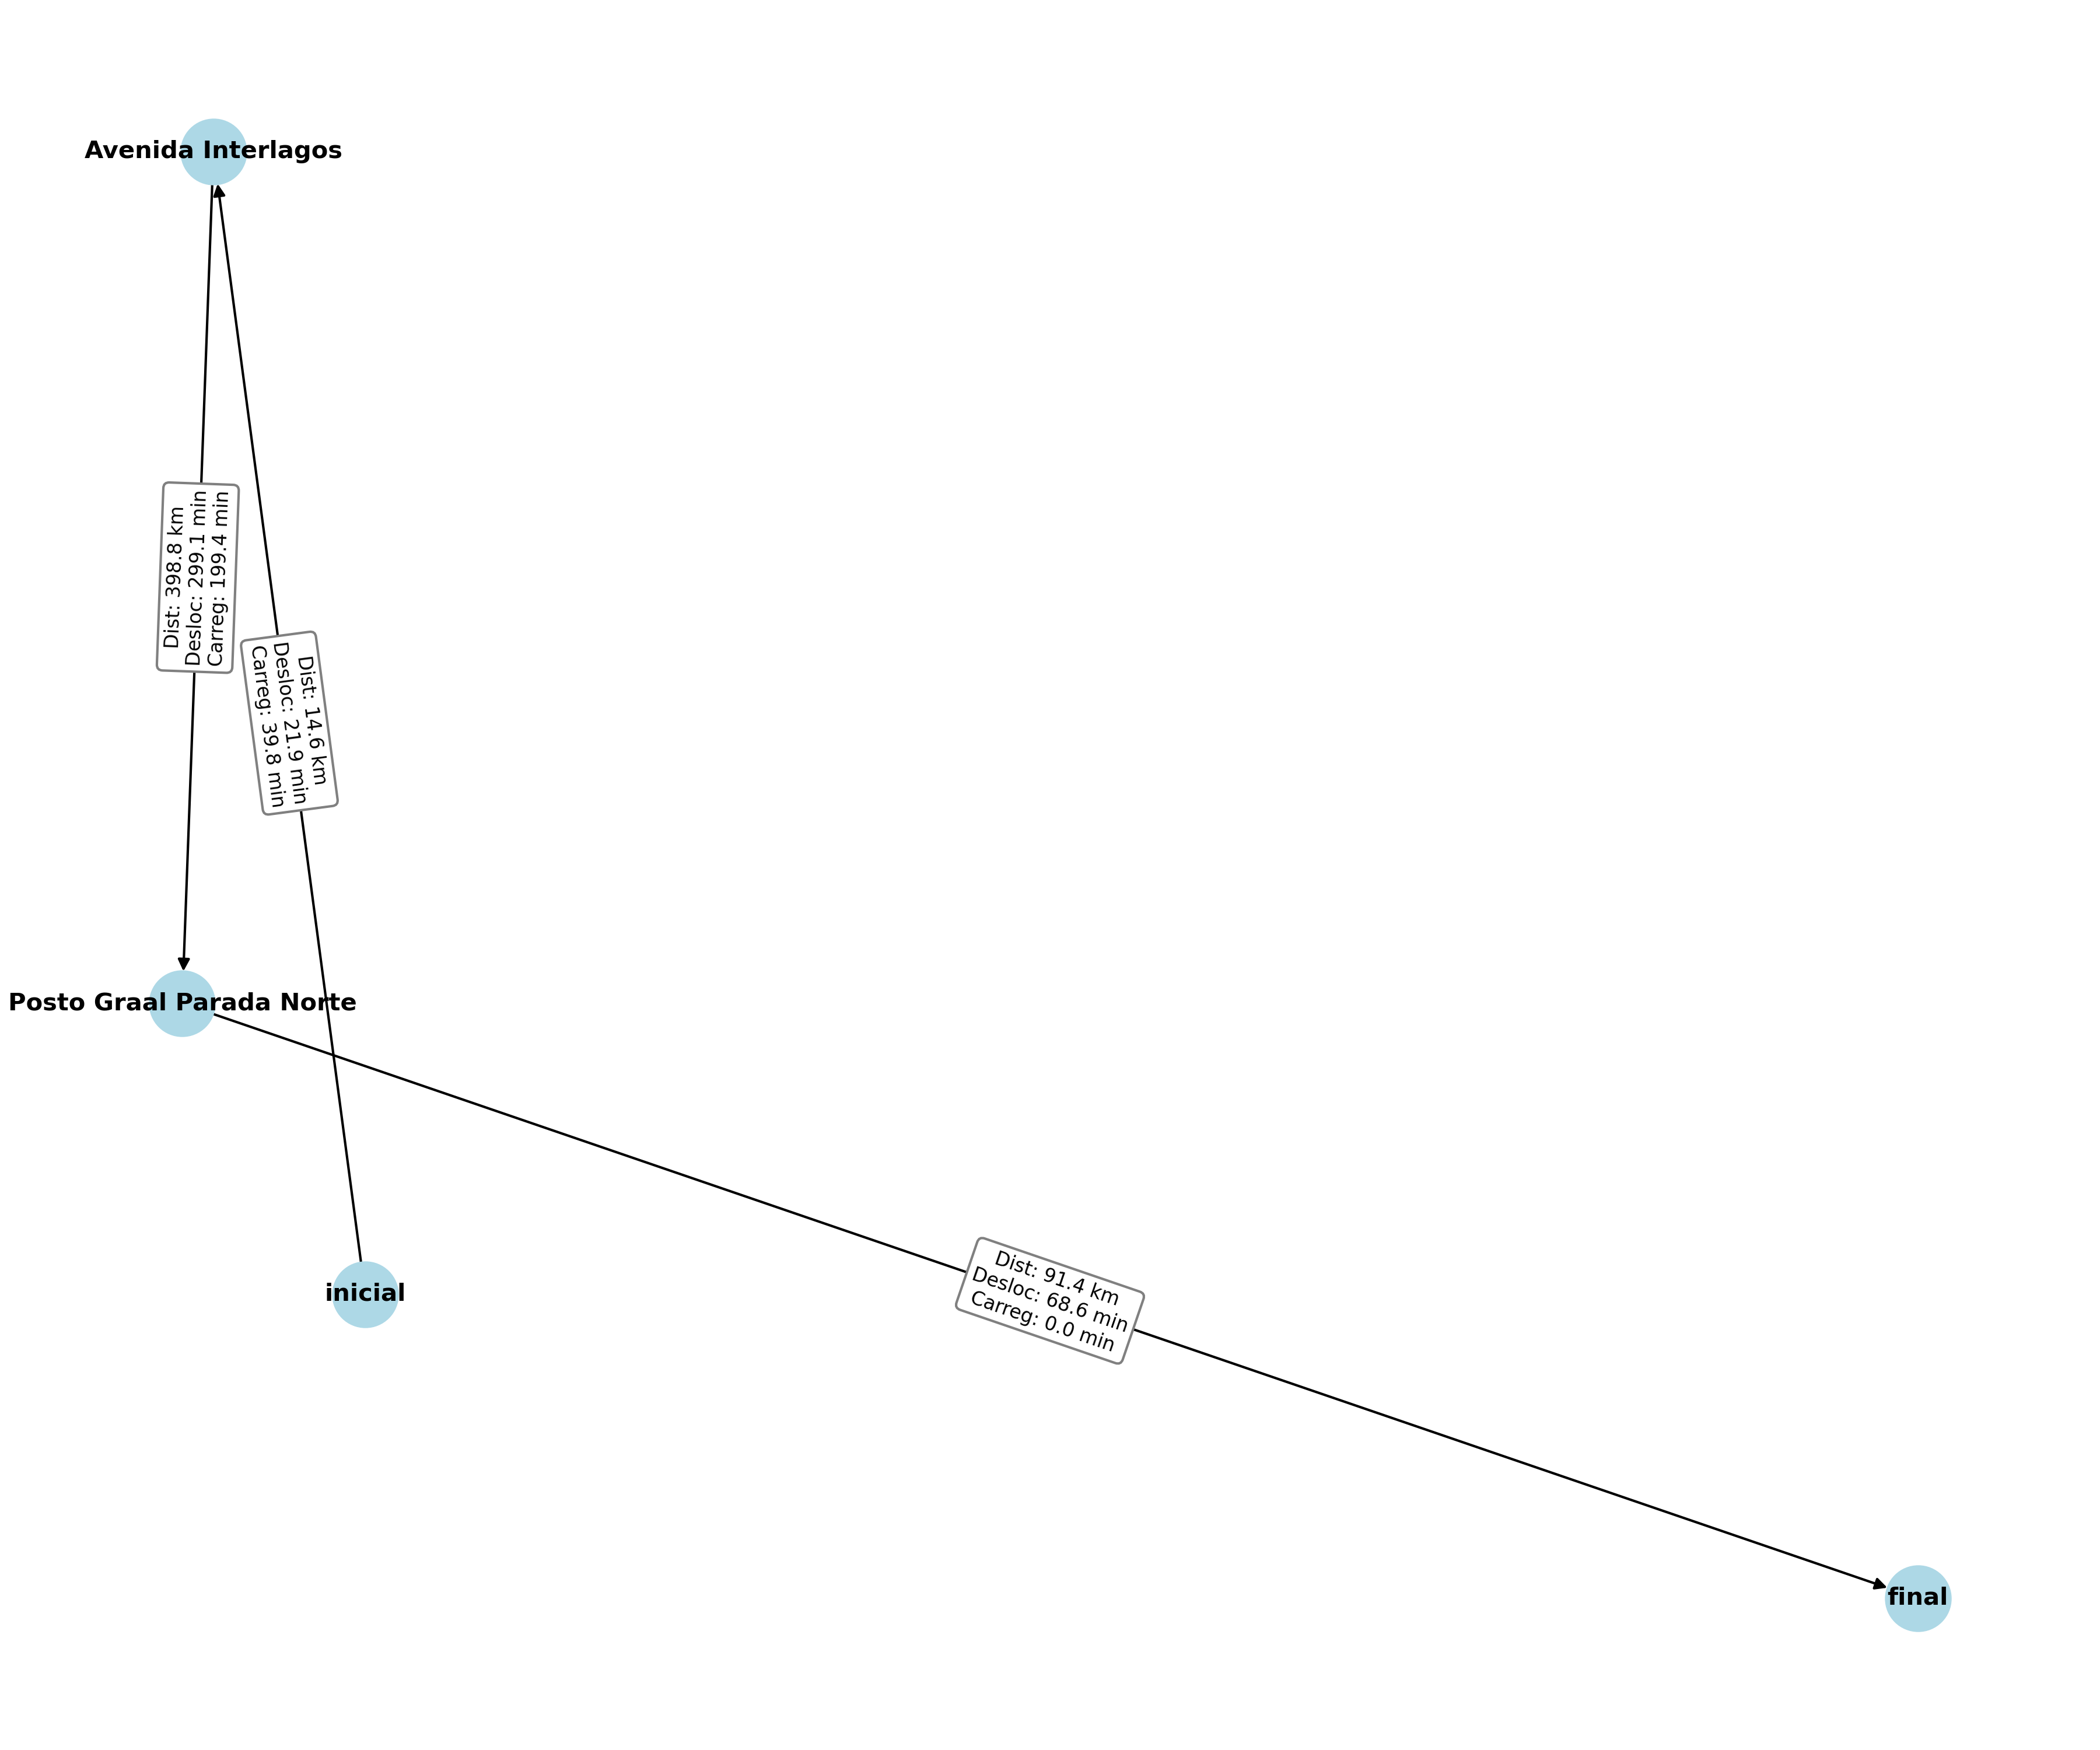 Avenida Interlagos
Dist: 398.8 km
Desloc: 299.1 min
Carreg: 199.4 min
Dist: 14.6 km
Desloc: 21.9 min
Carreg: 39.8 min
Posto Graal Parada Norte
inicial
Dist: 91.4 km
Desloc: 68.6 min
Carreg: 0.0 min
final